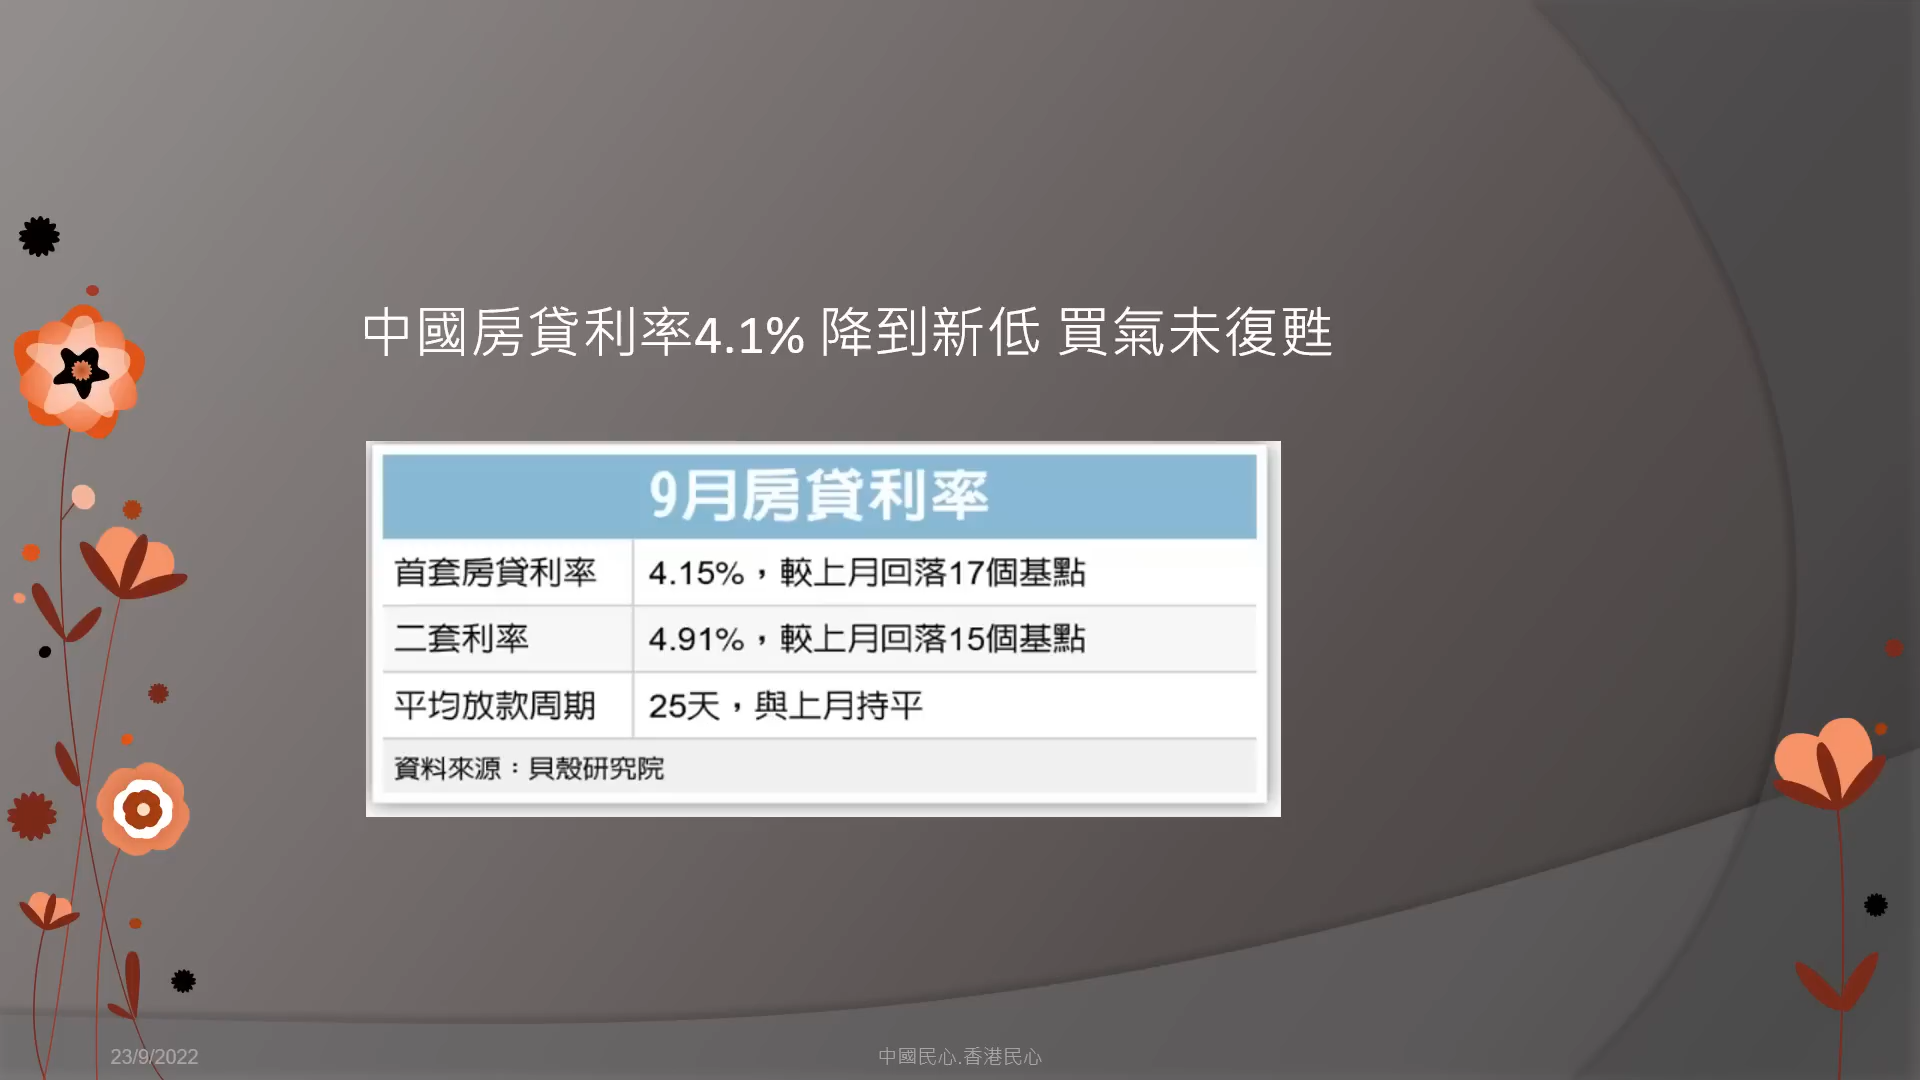 中國房貸利率4.1% 降到新低 買氣未復甦
9月房貸利率
首套房貸利率 4.15%，較上月回落17個基點
二套利率 4.91%，較上月回落15個基點
平均放款周期 25天，與上月持平
資料來源：貝殼研究院
23/9/2022 中國民心.香港民心